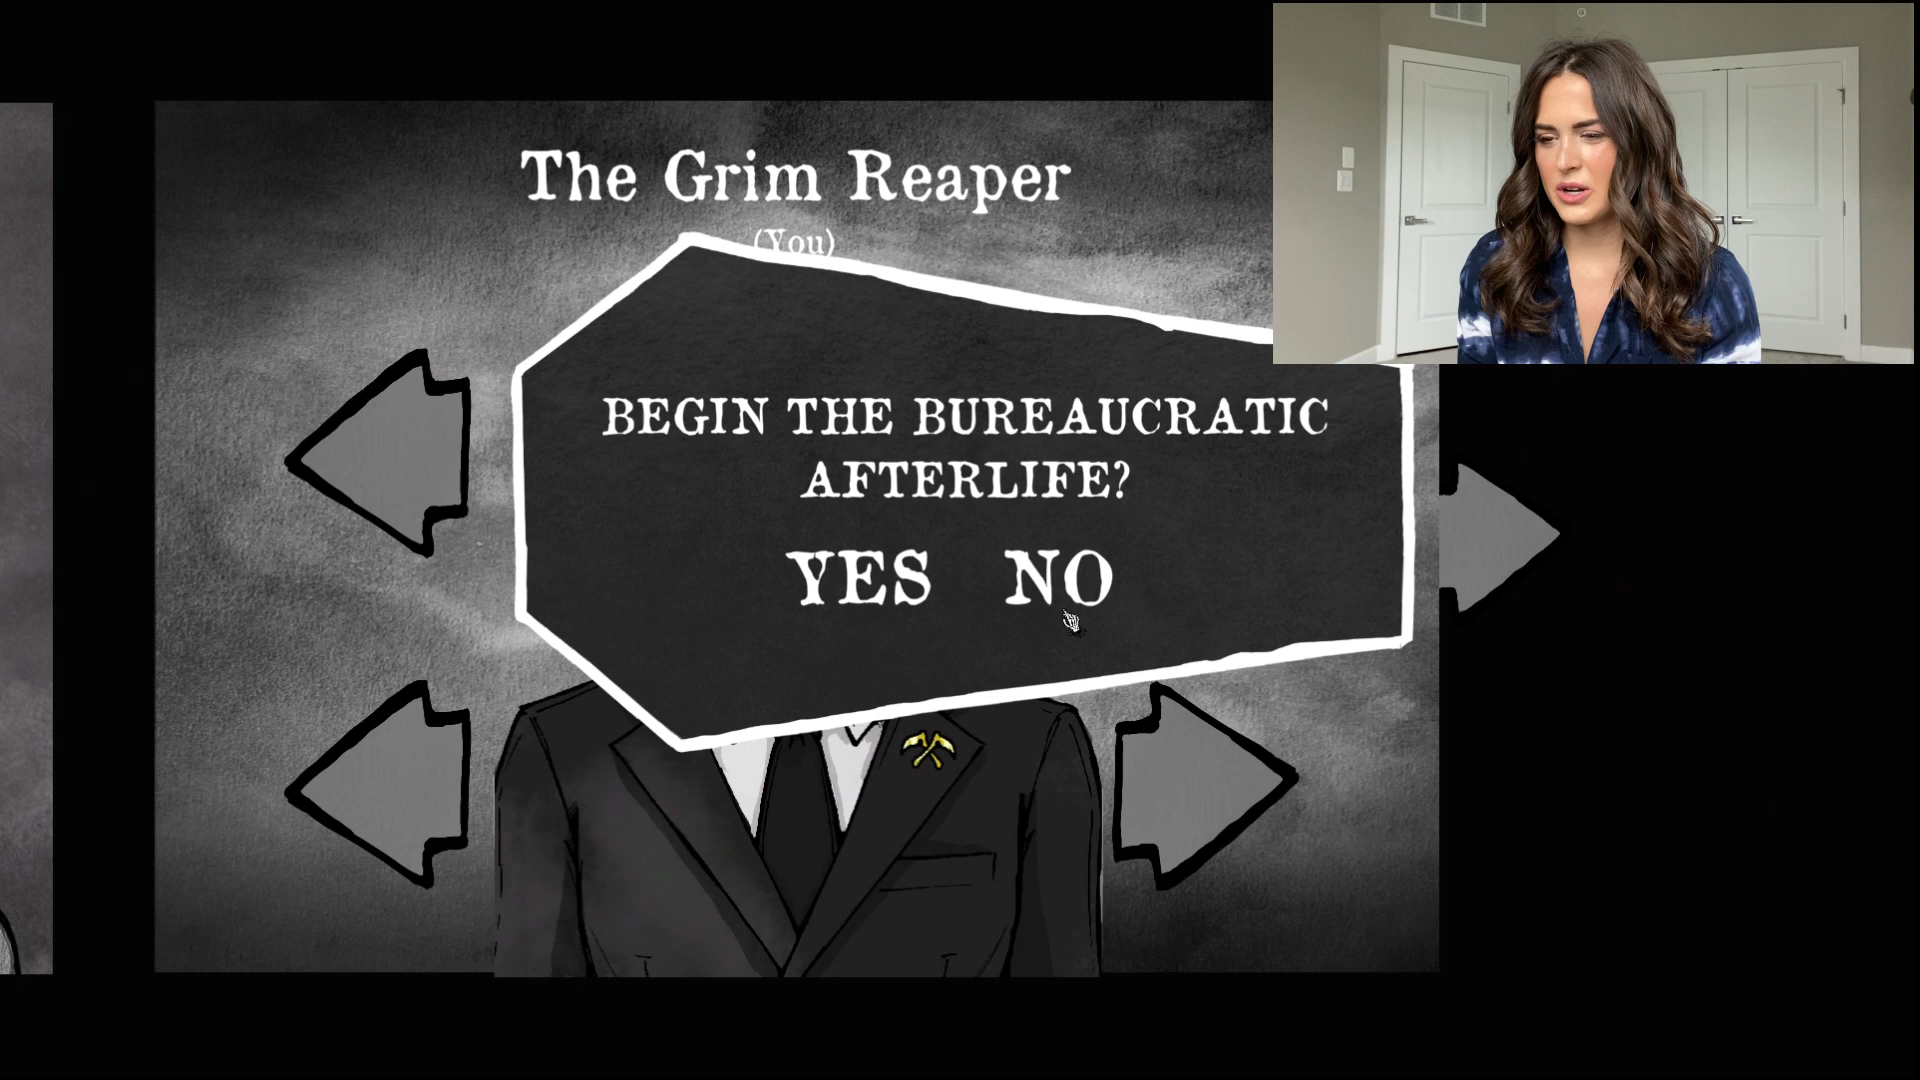 The Grim Reaper
(You)
BEGIN THE BUREAUCRATIC
AFTERLIFE?
YES NO